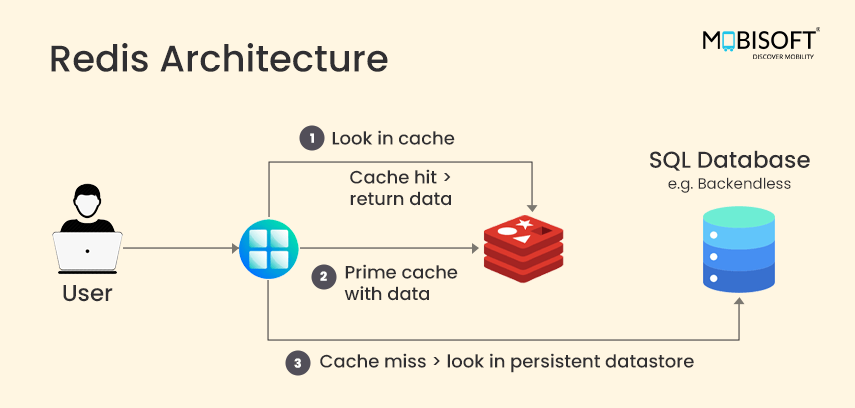 Redis Architecture
MOBISOFT®
DISCOVER MOBILITY
1 Look in cache
Cache hit >
return data
SQL Database
e.g. Backendless
User
2 Prime cache
with data
3 Cache miss > look in persistent datastore